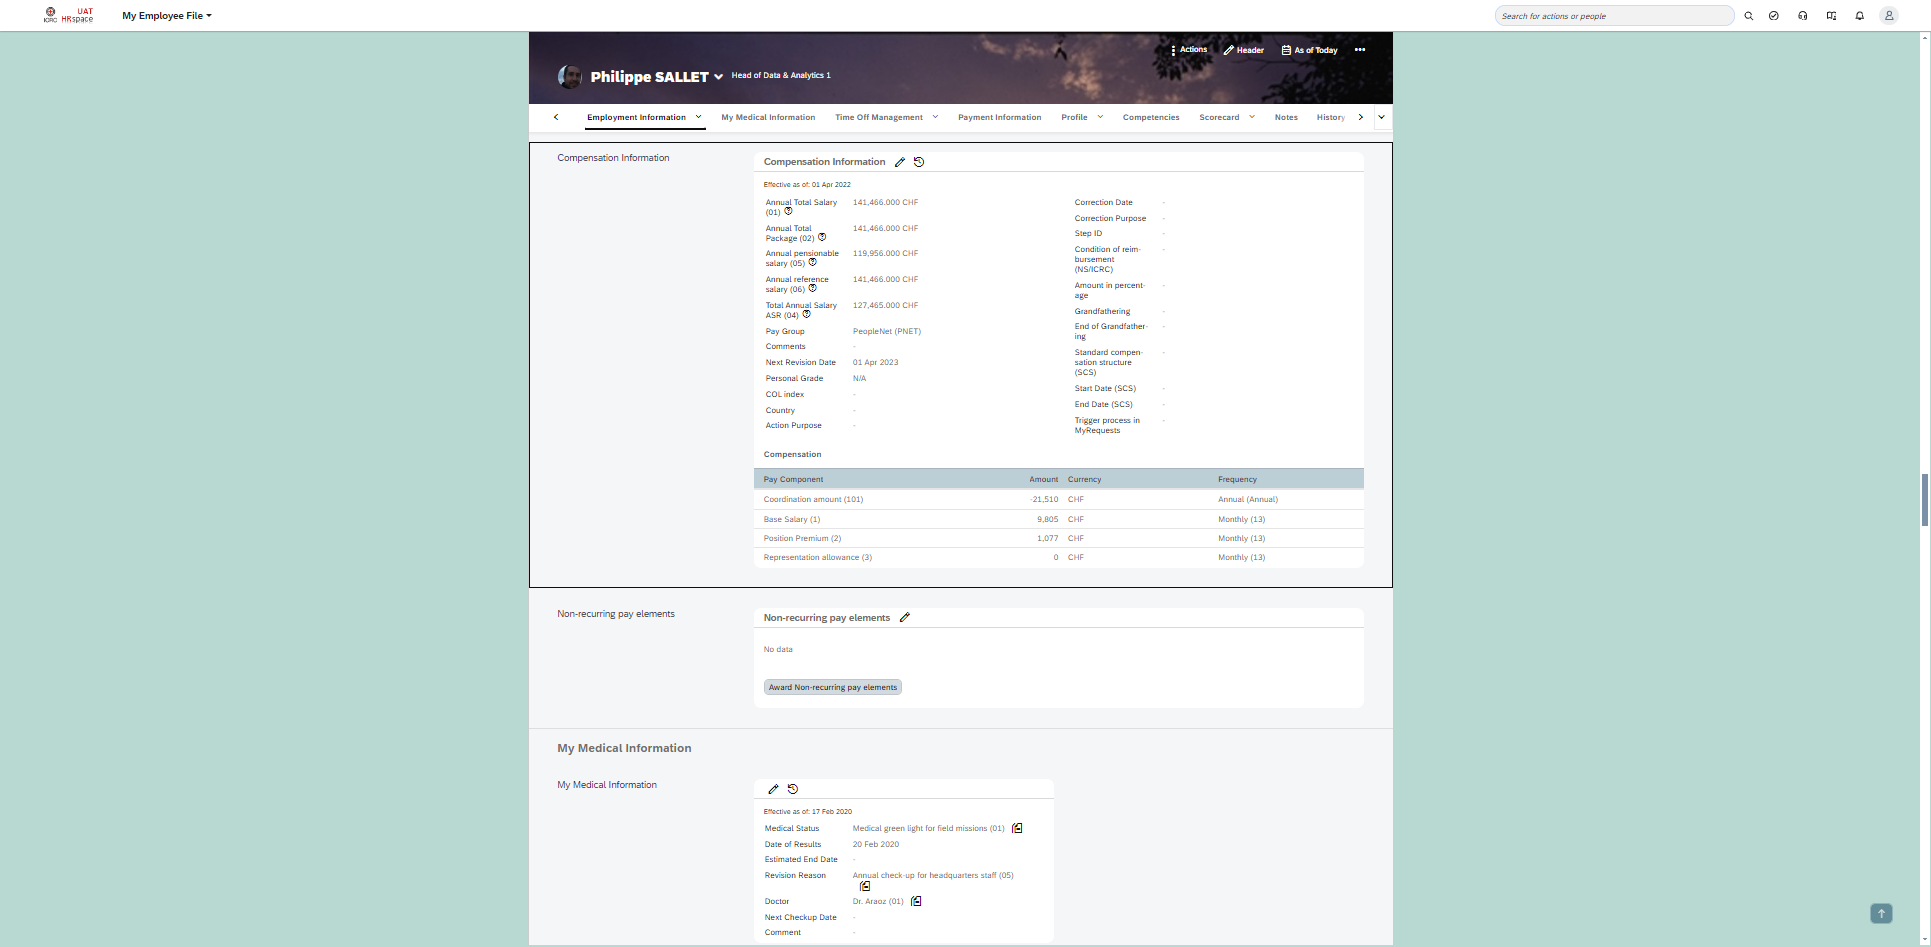 ICRC
UAT
HRspace
My Employee File
Search for actions or people
Actions
Header
As of Today
Philippe SALLET
Head of Data & Analytics 1
Employment Information
My Medical Information
Time Off Management
Payment Information
Profile
Competencies
Scorecard
Notes
History
Compensation Information
Compensation Information
Effective as of: 01 Apr 2022
Annual Total Salary
(01)
141,466.000 CHF
Annual Total
Package (02)
141,466.000 CHF
Annual pensionable
salary (05)
119,956.000 CHF
Annual reference
salary (06)
141,466.000 CHF
Total Annual Salary
ASR (04)
127,465.000 CHF
Pay Group
PeopleNet (PNET)
Comments
-
Next Revision Date
01 Apr 2023
Personal Grade
N/A
COL index
-
Country
-
Action Purpose
-
Correction Date
-
Correction Purpose
-
Step ID
-
Condition of reim-
bursement
(NS/ICRC)
-
Amount in percent-
age
-
Grandfathering
-
End of Grandfather-
ing
-
Standard compen-
sation structure
(SCS)
-
Start Date (SCS)
-
End Date (SCS)
-
Trigger process in
MyRequests
-
Compensation
Pay Component Amount Currency Frequency
Coordination amount (101) -21,510 CHF Annual (Annual)
Base Salary (1) 9,805 CHF Monthly (13)
Position Premium (2) 1,077 CHF Monthly (13)
Representation allowance (3) 0 CHF Monthly (13)
Non-recurring pay elements
Non-recurring pay elements
No data
Award Non-recurring pay elements
My Medical Information
My Medical Information
Effective as of: 17 Feb 2020
Medical Status
Medical green light for field missions (01)
Date of Results
20 Feb 2020
Estimated End Date
-
Revision Reason
Annual check-up for headquarters staff (05)
Doctor
Dr. Araoz (01)
Next Checkup Date
-
Comment
-